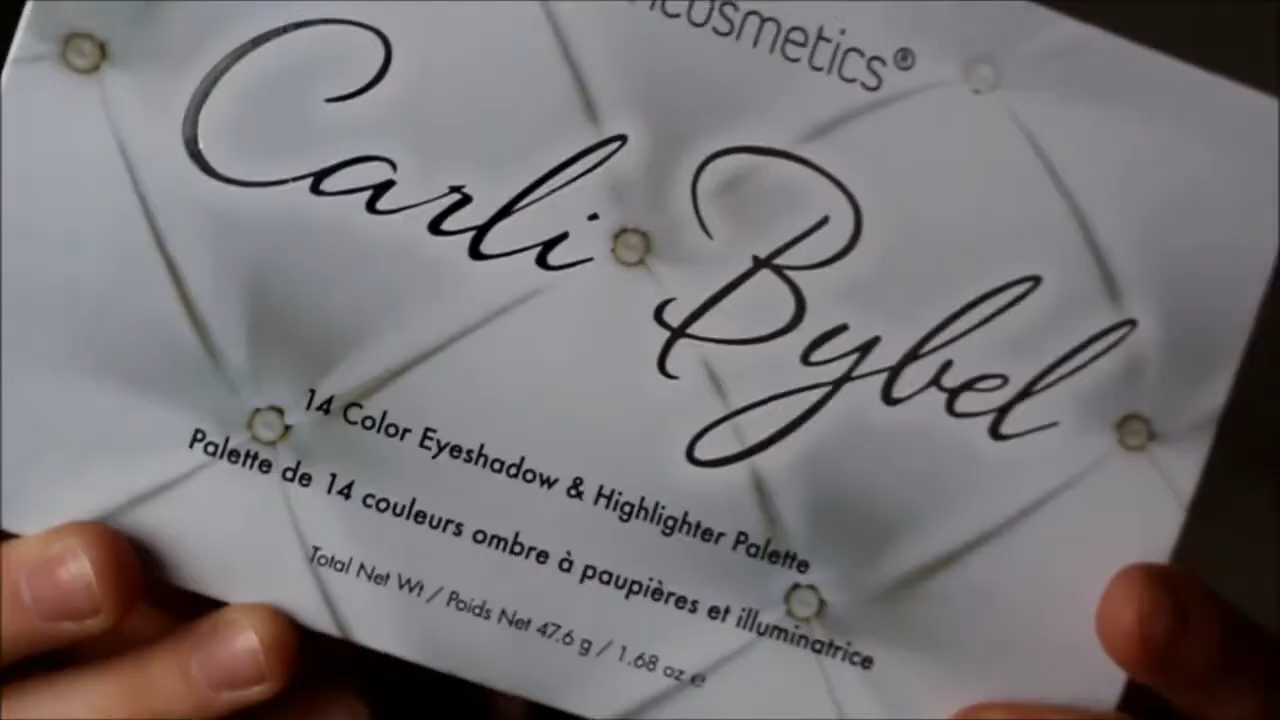 cosmetics®
Carli Bybel
14 Color Eyeshadow & Highlighter Palette
Palette de 14 couleurs ombre à paupières et illuminatrice
Total Net Wt / Poids Net 47.6 g / 1.68 oz e